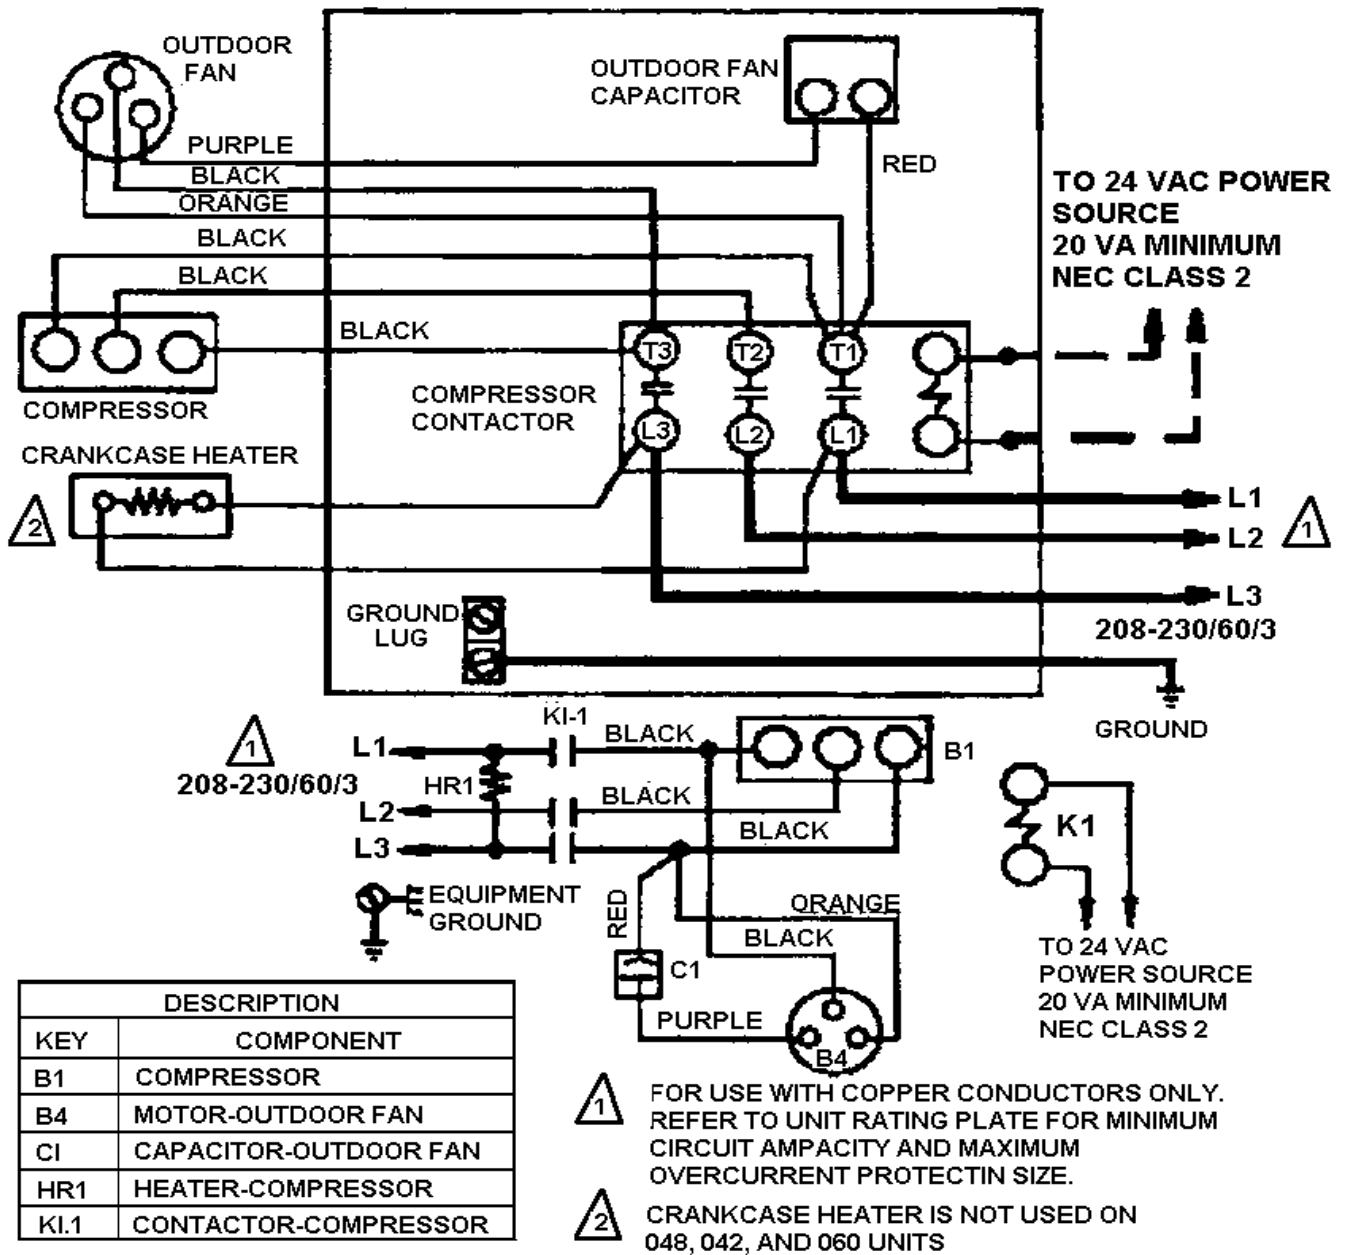 OUTDOOR
FAN
OUTDOOR FAN
CAPACITOR
PURPLE
RED
BLACK
ORANGE
BLACK
BLACK
BLACK
TO 24 VAC POWER
SOURCE
20 VA MINIMUM
NEC CLASS 2
T3
T2
T1
COMPRESSOR
COMPRESSOR
CONTACTOR
L3
L2
L1
CRANKCASE HEATER
2
L1
L2
1
L3
208-230/60/3
GROUND
LUG
GROUND
KI-1
1
L1
BLACK
B1
208-230/60/3
HR1
L2
BLACK
L3
BLACK
K1
EQUIPMENT
GROUND
RED
ORANGE
BLACK
C1
PURPLE
B4
TO 24 VAC
POWER SOURCE
20 VA MINIMUM
NEC CLASS 2
DESCRIPTION
KEY COMPONENT
B1 COMPRESSOR
B4 MOTOR-OUTDOOR FAN
CI CAPACITOR-OUTDOOR FAN
HR1 HEATER-COMPRESSOR
KI.1 CONTACTOR-COMPRESSOR
1
FOR USE WITH COPPER CONDUCTORS ONLY.
REFER TO UNIT RATING PLATE FOR MINIMUM
CIRCUIT AMPACITY AND MAXIMUM
OVERCURRENT PROTECTIN SIZE.
2
CRANKCASE HEATER IS NOT USED ON
048, 042, AND 060 UNITS